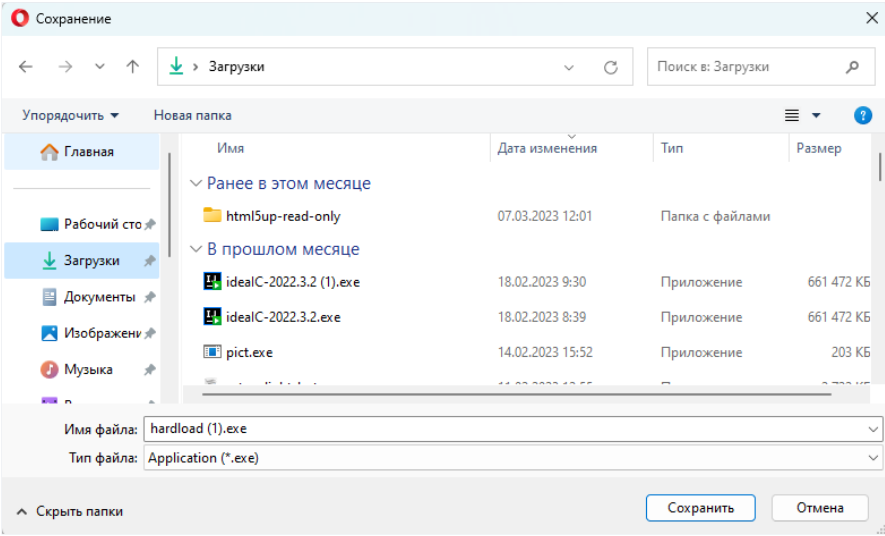 Сохранение
Загрузки
Поиск в: Загрузки
Упорядочить
Новая папка
Имя Дата изменения Тип Размер
Главная
Рабочий сто
Загрузки
Документы
Изображени
Музыка
Ранее в этом месяце
html5up-read-only 07.03.2023 12:01 Папка с файлами
В прошлом месяце
ideaIC-2022.3.2 (1).exe 18.02.2023 9:30 Приложение 661 472 КБ
ideaIC-2022.3.2.exe 18.02.2023 8:39 Приложение 661 472 КБ
pict.exe 14.02.2023 15:52 Приложение 203 КБ
Имя файла: hardload (1).exe
Тип файла: Application (*.exe)
Скрыть папки
Сохранить
Отмена